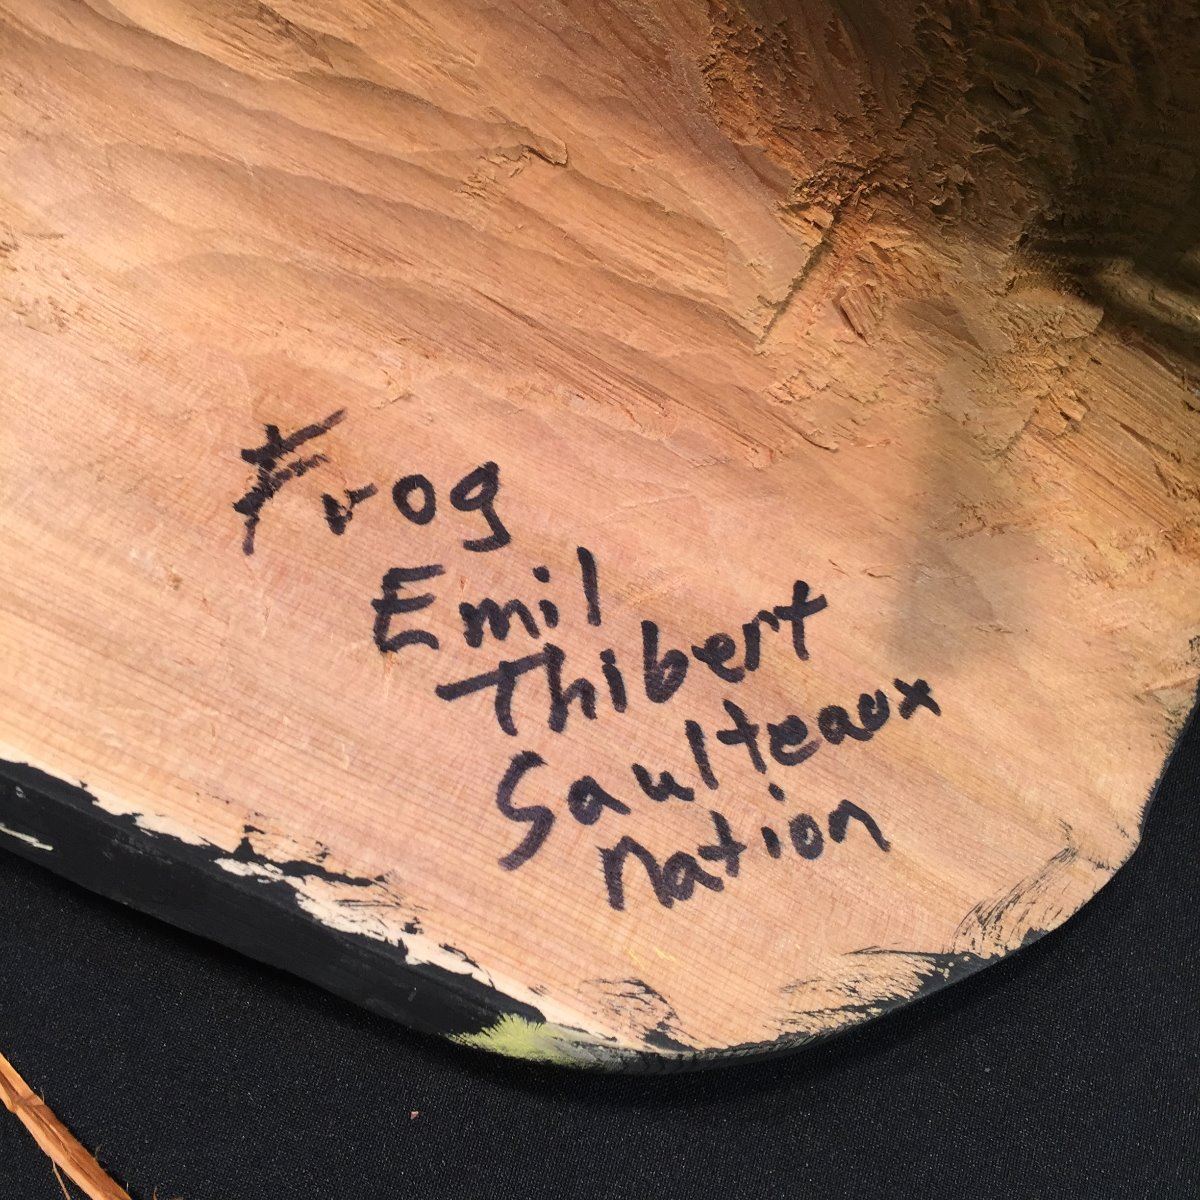 Frog
Emil
Thibert
Saulteaux
nation